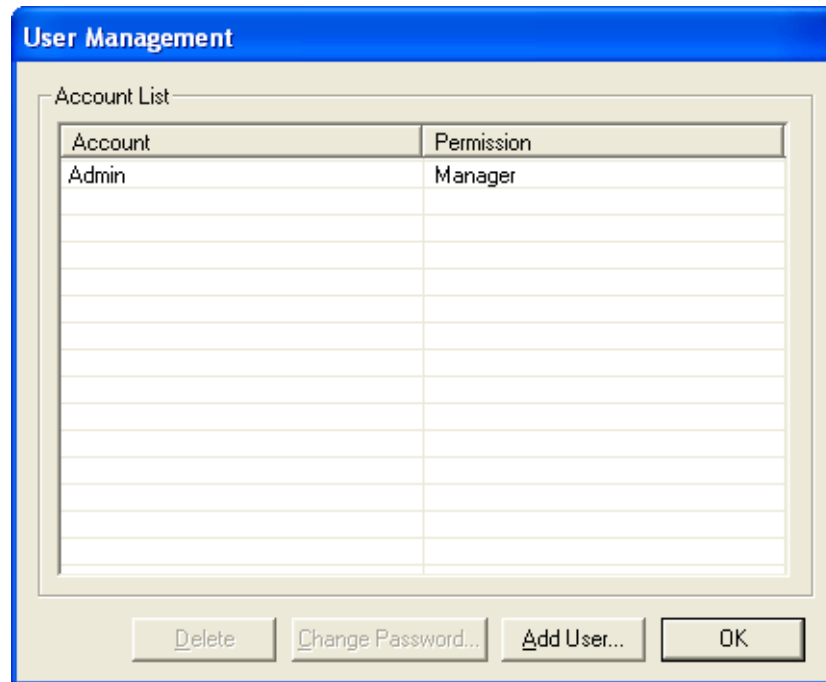 User Management
Account List
Account Permission
Admin Manager
Delete Change Password... Add User... OK